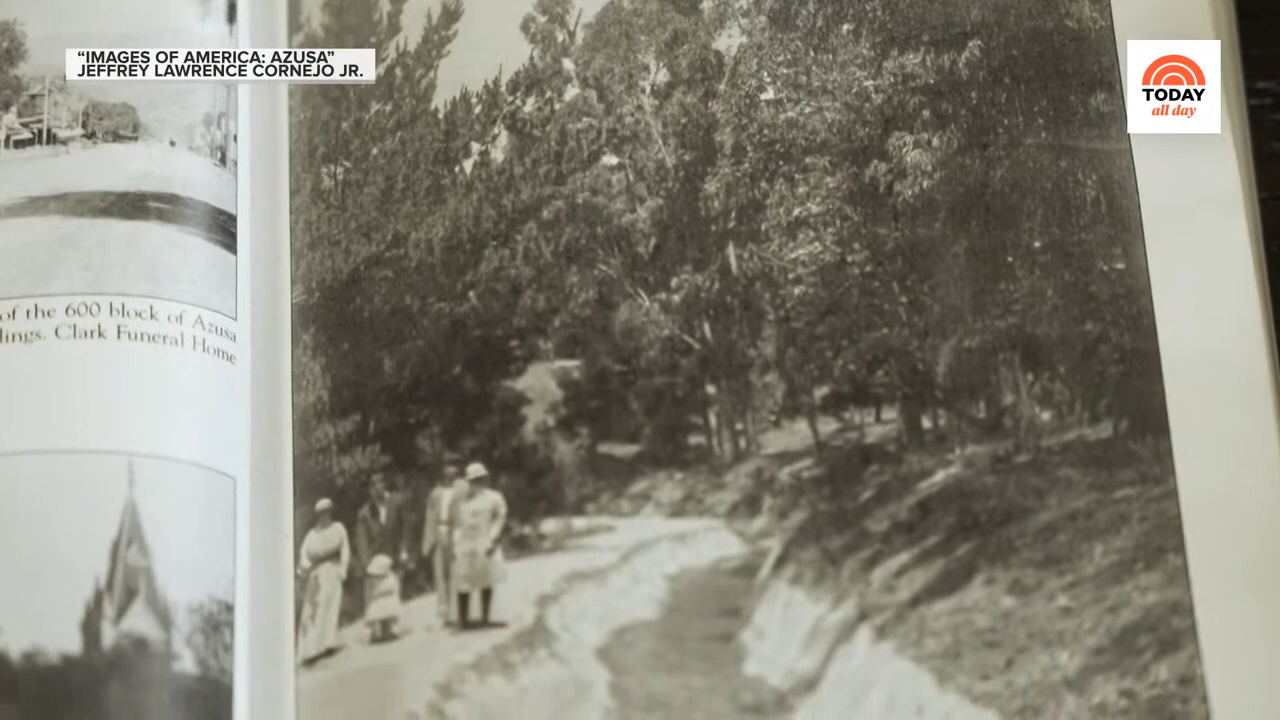 “IMAGES OF AMERICA: AZUSA”
JEFFREY LAWRENCE CORNEJO JR.
TODAY
all day
of the 600 block of Azusa
lings. Clark Funeral Home